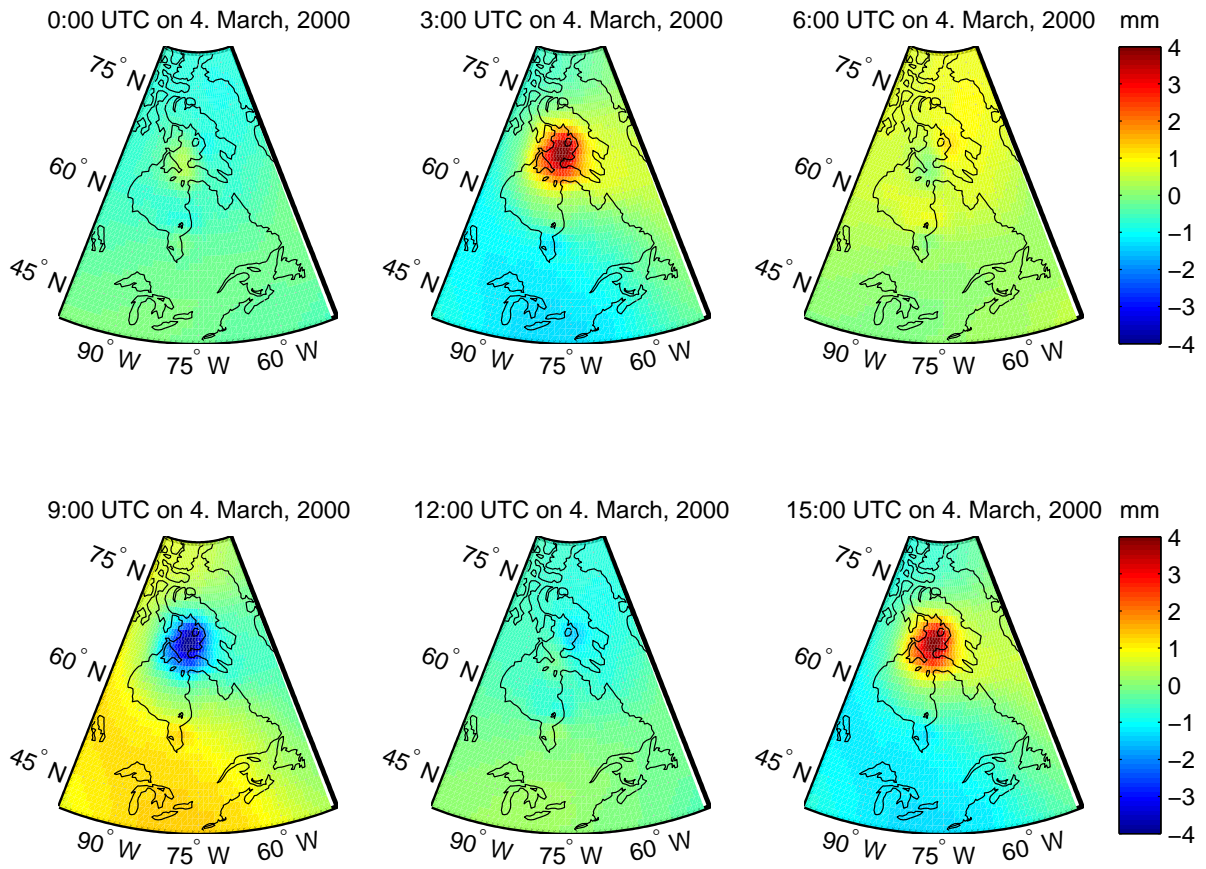 0:00 UTC on 4. March, 2000
3:00 UTC on 4. March, 2000
6:00 UTC on 4. March, 2000
mm
75° N
60° N
45° N
90° W
75° W
60° W
75° N
60° N
45° N
90° W
75° W
60° W
75° N
60° N
45° N
90° W
75° W
60° W
4
3
2
1
0
−1
−2
−3
−4
9:00 UTC on 4. March, 2000
12:00 UTC on 4. March, 2000
15:00 UTC on 4. March, 2000
mm
75° N
60° N
45° N
90° W
75° W
60° W
75° N
60° N
45° N
90° W
75° W
60° W
75° N
60° N
45° N
90° W
75° W
60° W
4
3
2
1
0
−1
−2
−3
−4